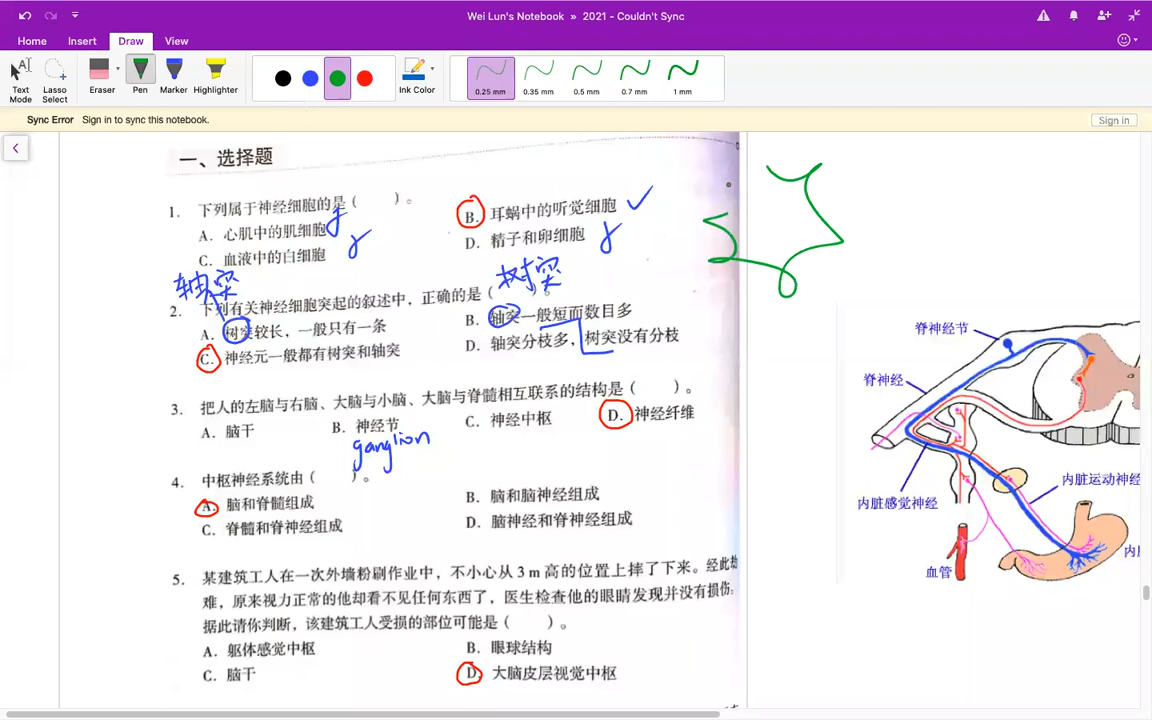 Wei Lun's Notebook » 2021 - Couldn't Sync
Home Insert Draw View
Text Mode
Lasso Select
Eraser
Pen
Marker
Highlighter
Ink Color
0.25 mm 0.35 mm 0.5 mm 0.7 mm 1 mm
Sync Error Sign in to sync this notebook. Sign in
一、选择题
1. 下列属于神经细胞的是( )。
A. 心肌中的肌细胞 B. 耳蜗中的听觉细胞
C. 血液中的白细胞 D. 精子和卵细胞
轴突 树突
2. 下列有关神经细胞突起的叙述中,正确的是( )。
A. 树突较长,一般只有一条 B. 轴突一般短而数目多
C. 神经元一般都有树突和轴突 D. 轴突分枝多,树突没有分枝
3. 把人的左脑与右脑、大脑与小脑、大脑与脊髓相互联系的结构是( )。
A. 脑干 B. 神经节 C. 神经中枢 D. 神经纤维
ganglion
4. 中枢神经系统由( )。
A. 脑和脊髓组成 B. 脑和脑神经组成
C. 脊髓和脊神经组成 D. 脑神经和脊神经组成
5. 某建筑工人在一次外墙粉刷作业中,不小心从3 m高的位置上摔了下来。经此劫
难,原来视力正常的他却看不见任何东西了,医生检查他的眼睛发现并没有损伤。
据此请你判断,该建筑工人受损的部位可能是( )。
A. 躯体感觉中枢 B. 眼球结构
C. 脑干 D. 大脑皮层视觉中枢
脊神经节
脊神经
内脏感觉神经
内脏运动神经
血管
内